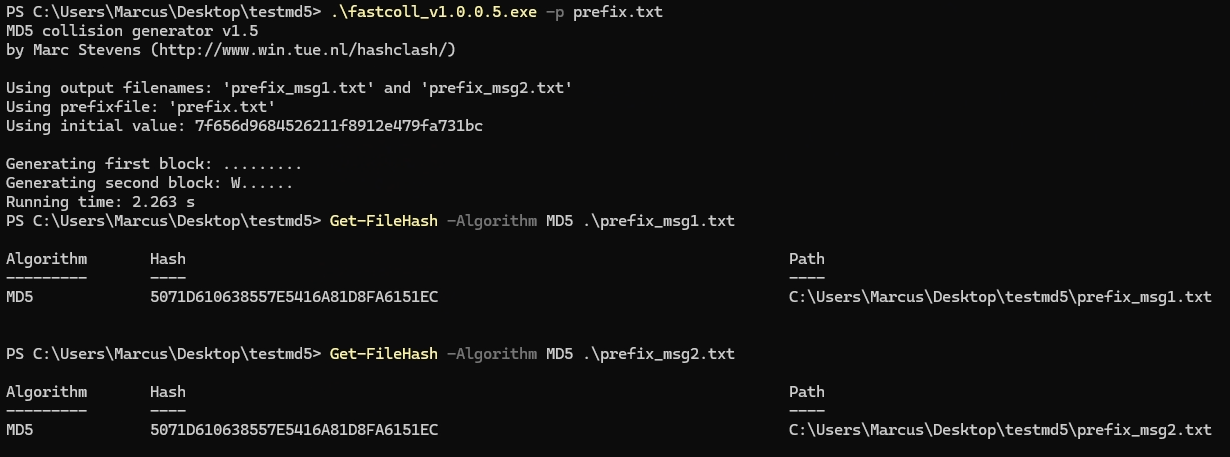 PS C:\Users\Marcus\Desktop\testmd5> .\fastcoll_v1.0.0.5.exe -p prefix.txt
MD5 collision generator v1.5
by Marc Stevens (http://www.win.tue.nl/hashclash/)
Using output filenames: 'prefix_msg1.txt' and 'prefix_msg2.txt'
Using prefixfile: 'prefix.txt'
Using initial value: 7f656d9684526211f8912e479fa731bc
Generating first block: .........
Generating second block: W......
Running time: 2.263 s
PS C:\Users\Marcus\Desktop\testmd5> Get-FileHash -Algorithm MD5 .\prefix_msg1.txt
Algorithm Hash Path
--------- ---- ----
MD5 5071D610638557E5416A81D8FA6151EC C:\Users\Marcus\Desktop\testmd5\prefix_msg1.txt
PS C:\Users\Marcus\Desktop\testmd5> Get-FileHash -Algorithm MD5 .\prefix_msg2.txt
Algorithm Hash Path
--------- ---- ----
MD5 5071D610638557E5416A81D8FA6151EC C:\Users\Marcus\Desktop\testmd5\prefix_msg2.txt